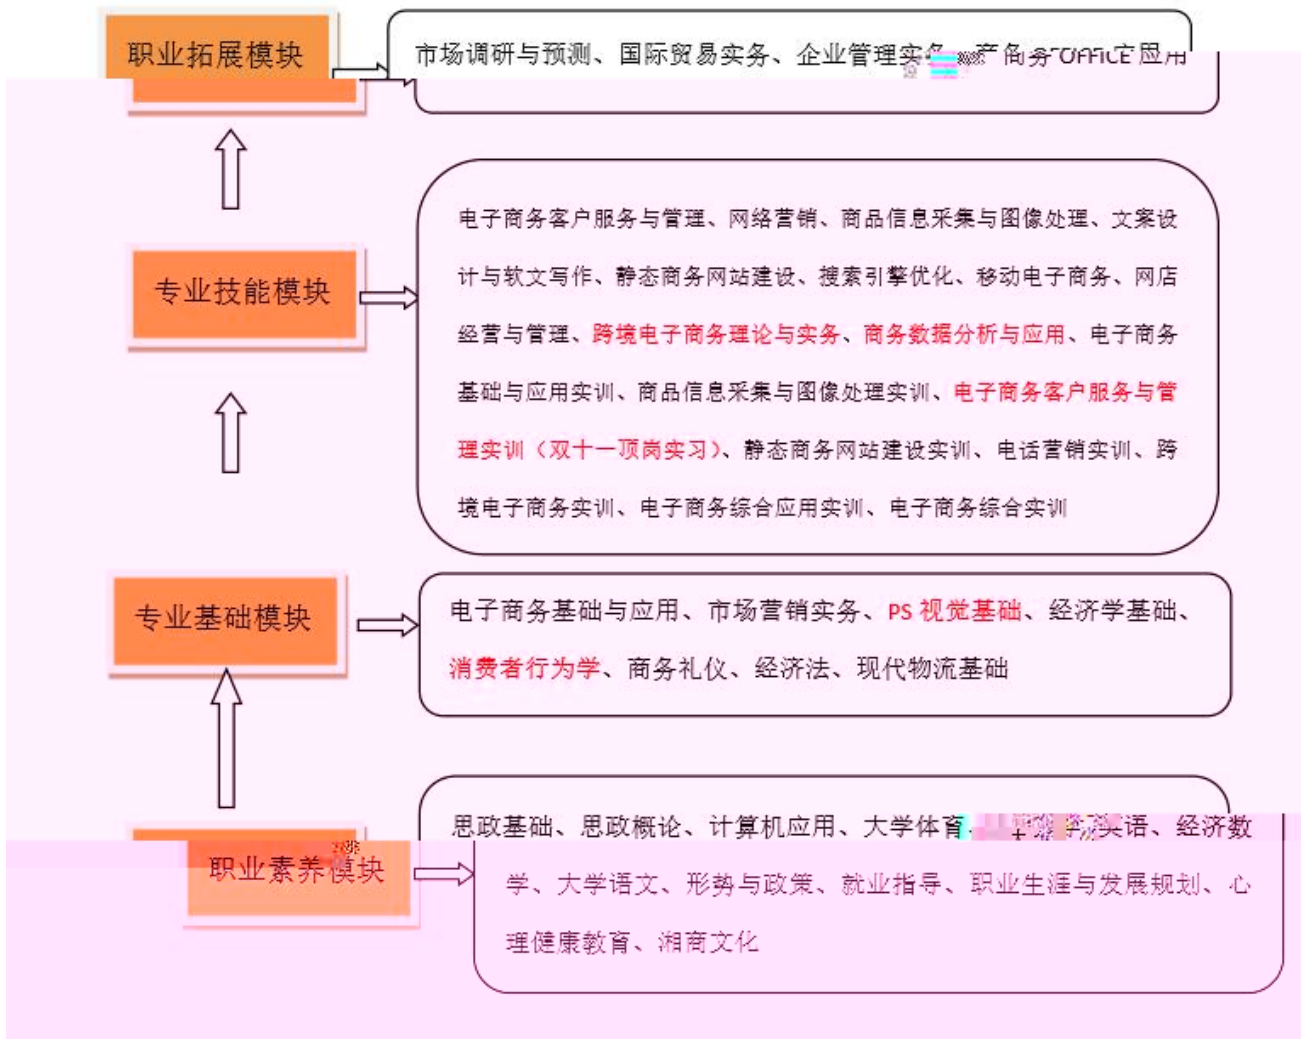 职业拓展模块
市场调研与预测、国际贸易实务、企业管理实务、商务 OFFICE 应用
专业技能模块
电子商务客户服务与管理、网络营销、商品信息采集与图像处理、文案设
计与软文写作、静态商务网站建设、搜索引擎优化、移动电子商务、网店
经营与管理、跨境电子商务理论与实务、商务数据分析与应用、电子商务
基础与应用实训、商品信息采集与图像处理实训、电子商务客户服务与管
理实训（双十一顶岗实习）、静态商务网站建设实训、电话营销实训、跨
境电子商务实训、电子商务综合应用实训、电子商务综合实训
专业基础模块
电子商务基础与应用、市场营销实务、PS 视觉基础、经济学基础、
消费者行为学、商务礼仪、经济法、现代物流基础
职业素养模块
思政基础、思政概论、计算机应用、大学体育、英语、经济数
学、大学语文、形势与政策、就业指导、职业生涯与发展规划、心
理健康教育、湘商文化